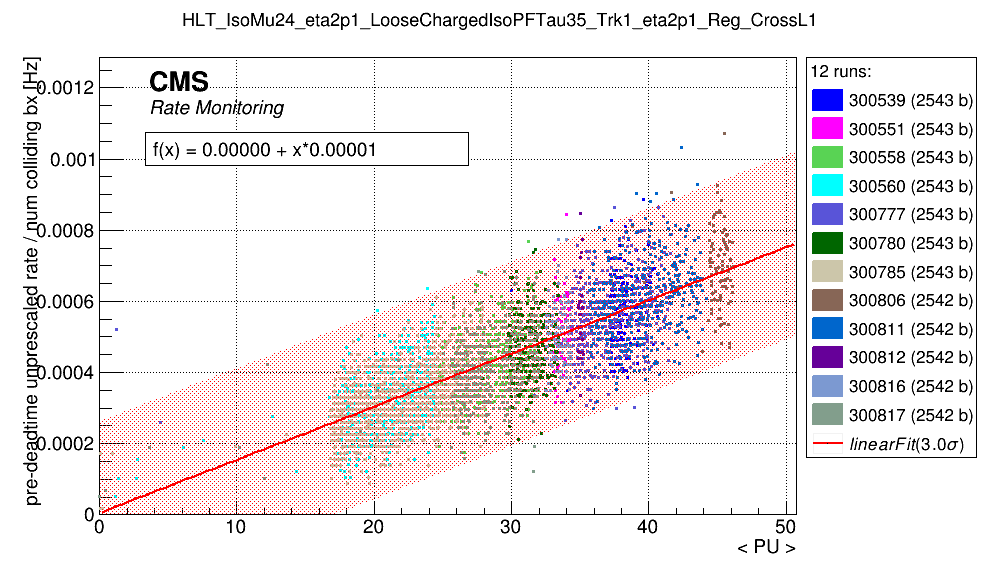 HLT_IsoMu24_eta2p1_LooseChargedIsoPFTau35_Trk1_eta2p1_Reg_CrossL1
pre-deadtime unprescaled rate / num colliding bx [Hz]
CMS
Rate Monitoring
f(x) = 0.00000 + x*0.00001
0.0012
0.001
0.0008
0.0006
0.0004
0.0002
0
0 10 20 30 40 50
< PU >
12 runs:
300539 (2543 b)
300551 (2543 b)
300558 (2543 b)
300560 (2543 b)
300777 (2543 b)
300780 (2543 b)
300785 (2543 b)
300806 (2542 b)
300811 (2542 b)
300812 (2542 b)
300816 (2542 b)
300817 (2542 b)
linearFit(3.0σ)